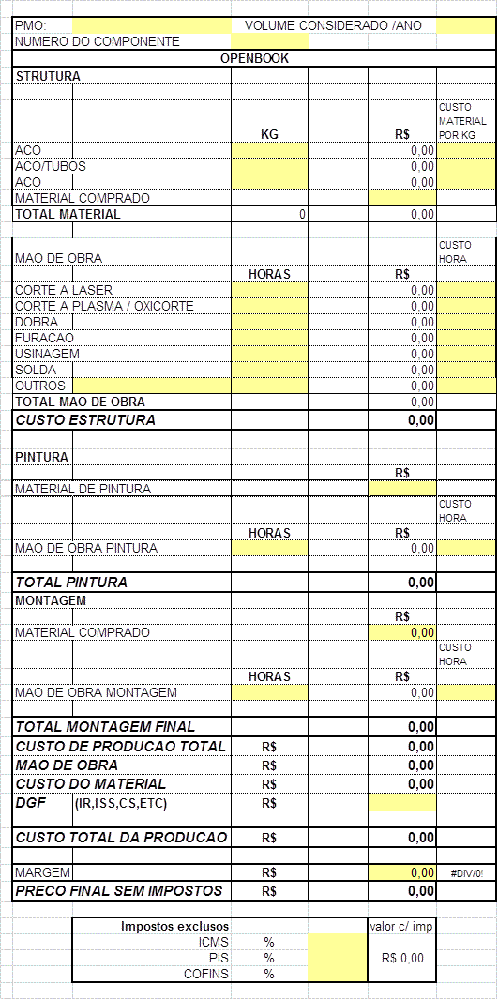 PMO: VOLUME CONSIDERADO /ANO
NUMERO DO COMPONENTE
OPENBOOK
STRUTURA
KG R$ CUSTO MATERIAL POR KG
ACO 0,00
ACO/TUBOS 0,00
ACO 0,00
MATERIAL COMPRADO
TOTAL MATERIAL 0 0,00
MAO DE OBRA CUSTO HORA
HORAS R$
CORTE A LASER 0,00
CORTE A PLASMA / OXICORTE 0,00
DOBRA 0,00
FURACAO 0,00
USINAGEM 0,00
SOLDA 0,00
OUTROS 0,00
TOTAL MAO DE OBRA 0,00
CUSTO ESTRUTURA 0,00
PINTURA
R$
MATERIAL DE PINTURA
CUSTO HORA
HORAS R$
MAO DE OBRA PINTURA 0,00
TOTAL PINTURA 0,00
MONTAGEM
R$
MATERIAL COMPRADO 0,00
CUSTO HORA
HORAS R$
MAO DE OBRA MONTAGEM 0,00
TOTAL MONTAGEM FINAL 0,00
CUSTO DE PRODUCAO TOTAL R$ 0,00
MAO DE OBRA R$ 0,00
CUSTO DO MATERIAL R$ 0,00
DGF (IR,ISS,CS,ETC) R$
CUSTO TOTAL DA PRODUCAO R$ 0,00
MARGEM R$ 0,00 #DIV/0!
PRECO FINAL SEM IMPOSTOS R$ 0,00
Impostos exclusos valor c/ imp
ICMS %
PIS % R$ 0,00
COFINS %